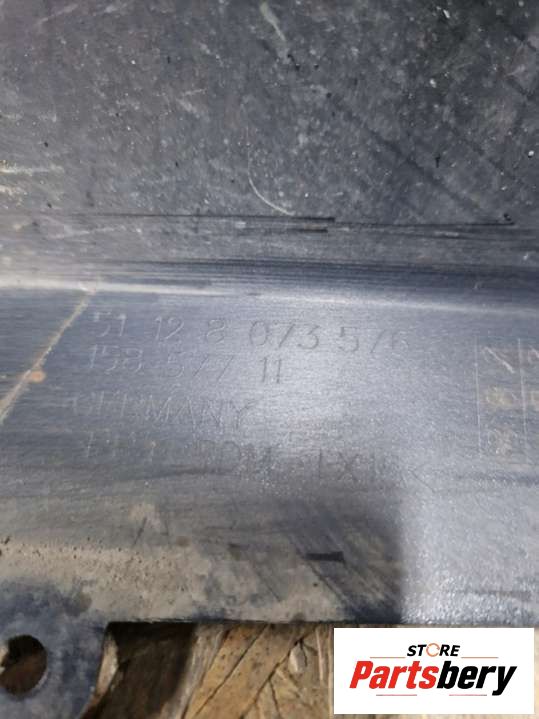 51 12 8 073 576
158 577 11
GERMANY
STORE
Partsbery